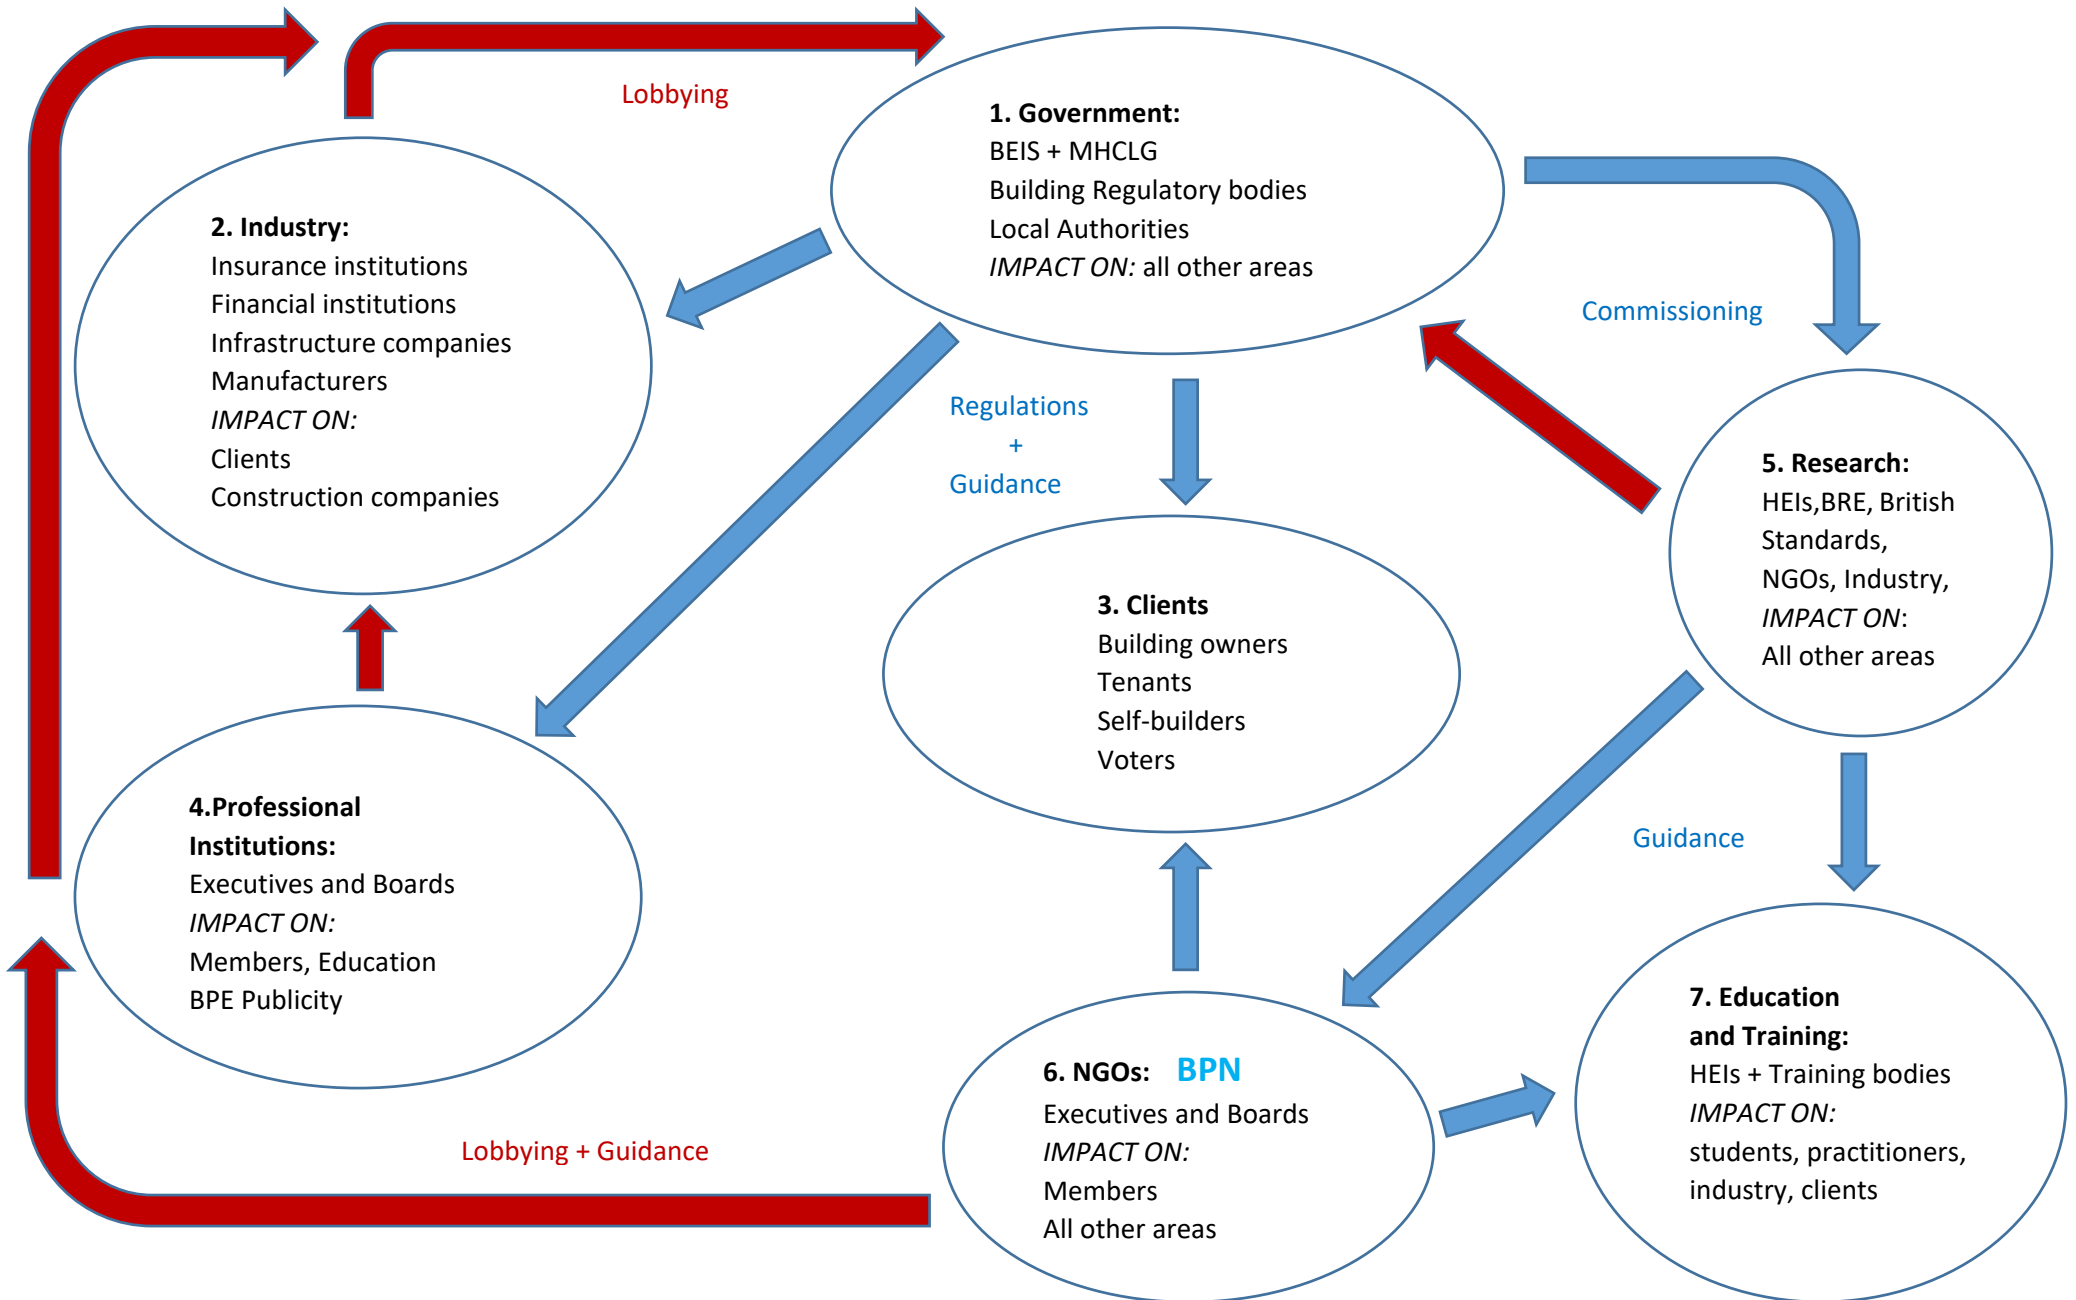 Lobbying
1. Government:
BEIS + MHCLG
Building Regulatory bodies
Local Authorities
IMPACT ON: all other areas
2. Industry:
Insurance institutions
Financial institutions
Infrastructure companies
Manufacturers
IMPACT ON:
Clients
Construction companies
Commissioning
Regulations
+
Guidance
5. Research:
HEIs,BRE, British
Standards,
NGOs, Industry,
IMPACT ON:
All other areas
3. Clients
Building owners
Tenants
Self-builders
Voters
4.Professional
Institutions:
Executives and Boards
IMPACT ON:
Members, Education
BPE Publicity
Guidance
6. NGOs: BPN
Executives and Boards
IMPACT ON:
Members
All other areas
7. Education
and Training:
HEIs + Training bodies
IMPACT ON:
students, practitioners,
industry, clients
Lobbying + Guidance